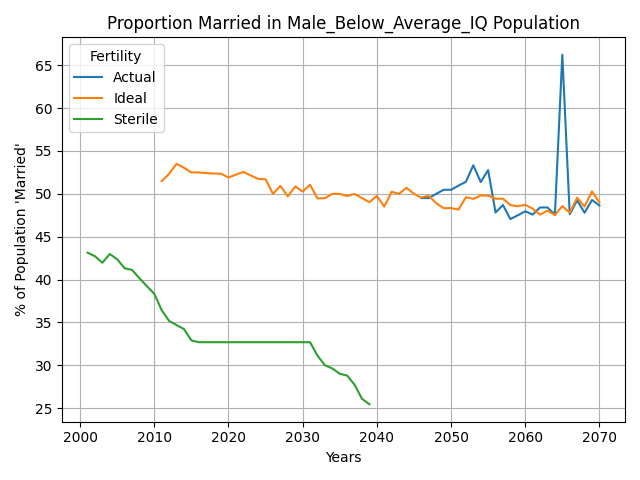 Proportion Married in Male_Below_Average_IQ Population
Fertility
Actual
Ideal
Sterile
% of Population 'Married'
65
60
55
50
45
40
35
30
25
2000 2010 2020 2030 2040 2050 2060 2070
Years